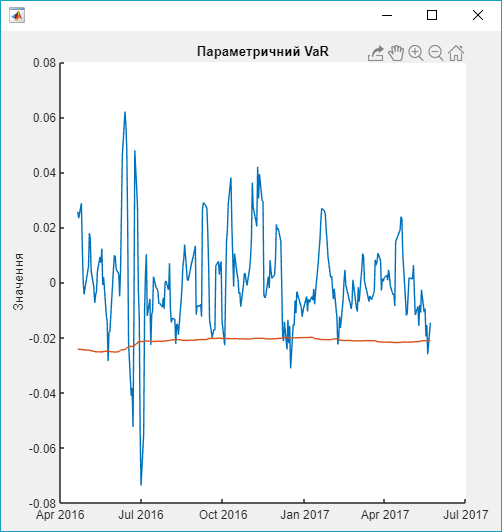 Параметричний VaR
0.08
0.06
0.04
0.02
0
-0.02
-0.04
-0.06
-0.08
Значення
Apr 2016
Jul 2016
Oct 2016
Jan 2017
Apr 2017
Jul 2017